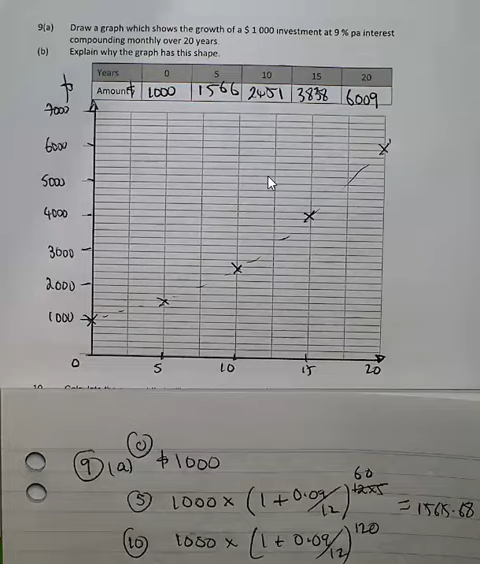 9(a) Draw a graph which shows the growth of a $ 1 000 investment at 9 % pa interest
compounding monthly over 20 years.
(b) Explain why the graph has this shape.
Years 0 5 10 15 20
Amount$ 1000 1566 2451 3838 6009
$
7000
6000
5000
4000
3000
2000
1000
0 5 10 15 20
9 (a) (0) $1000
(5) 1000 × (1 + 0.09/12)^60 12×5 = 1565.68
(10) 1000 × (1 + 0.09/12)^120